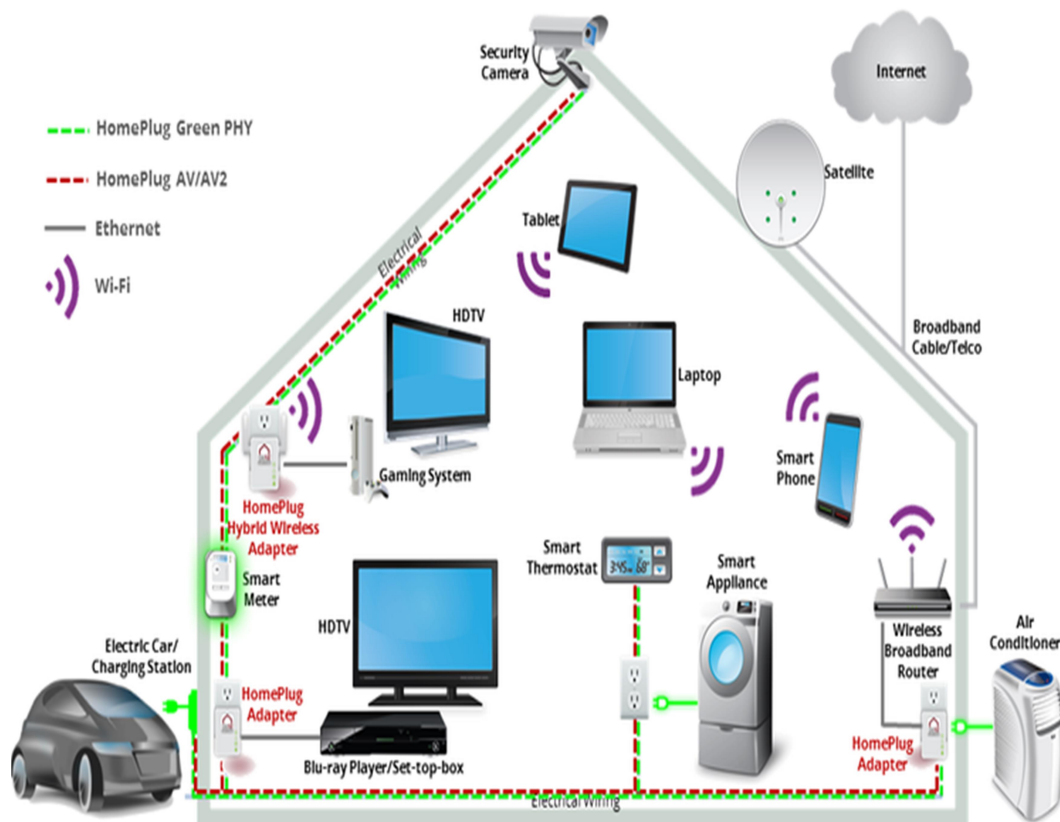 Security
Camera
Internet
HomePlug Green PHY
HomePlug AV/AV2
Ethernet
Wi-Fi
Satellite
Tablet
Electrical
Wiring
HDTV
Broadband
Cable/Telco
Laptop
Gaming System
Smart
Phone
HomePlug
Hybrid Wireless
Adapter
Smart
Meter
Smart
Thermostat
3:45 68°
Smart
Appliance
HDTV
Wireless
Broadband
Router
Air
Conditioner
Electric Car/
Charging Station
HomePlug
Adapter
HomePlug
Adapter
Blu-ray Player/Set-top-box
Electrical Wiring